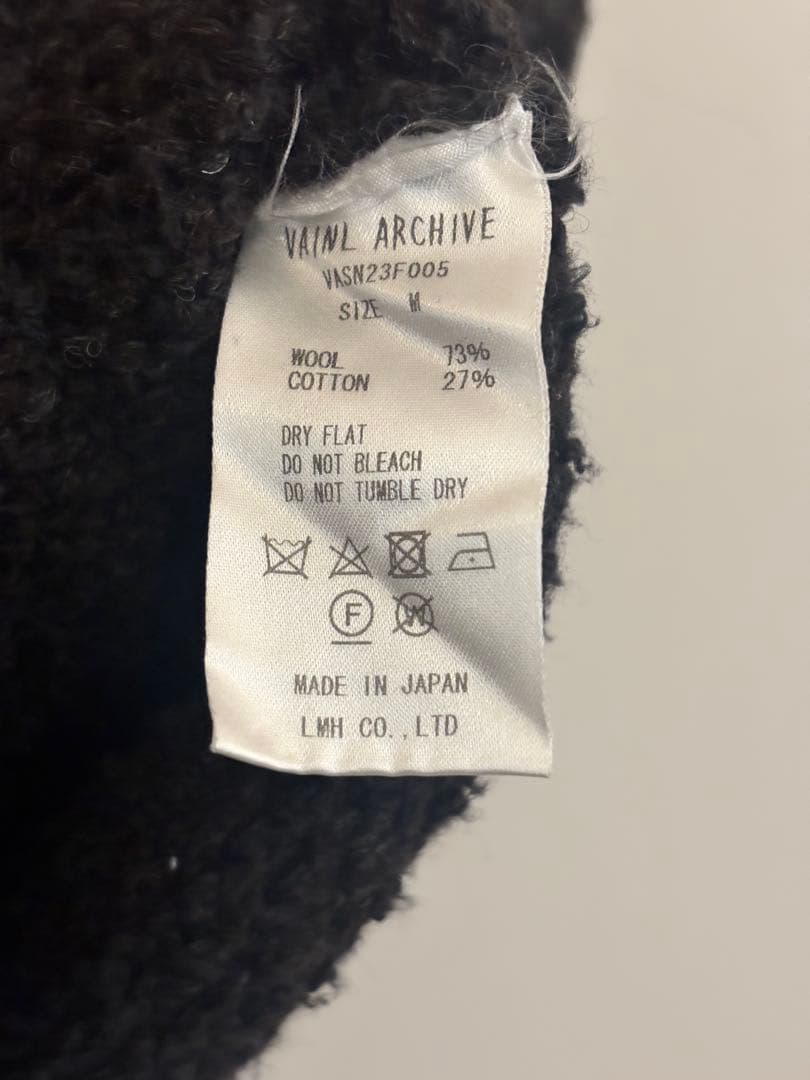 VAINL ARCHIVE
VASN23F005
SIZE M
WOOL 73%
COTTON 27%
DRY FLAT
DO NOT BLEACH
DO NOT TUMBLE DRY
F W
MADE IN JAPAN
LMH CO.,LTD